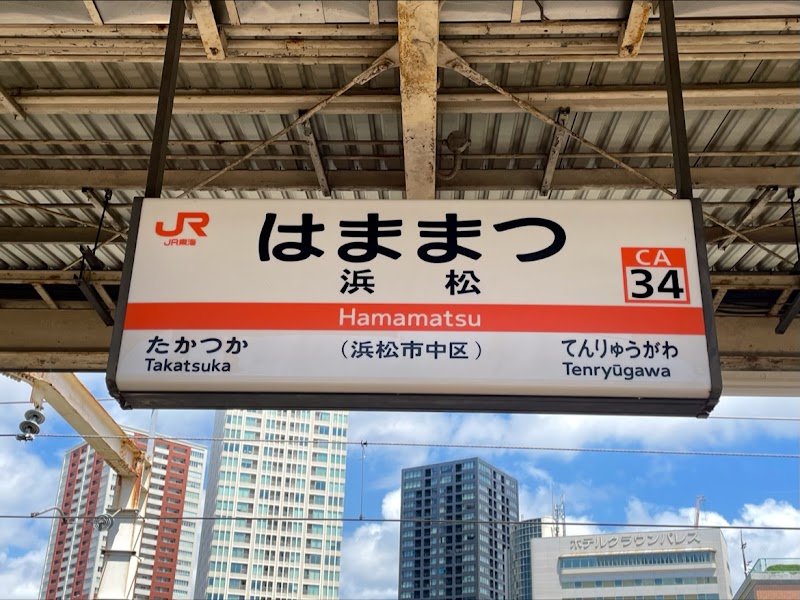 JR
JR東海
はままつ
浜松
CA
34
Hamamatsu
たかつか
Takatsuka
(浜松市中区)
てんりゅうがわ
Tenryūgawa
ホテルクラウンパレス